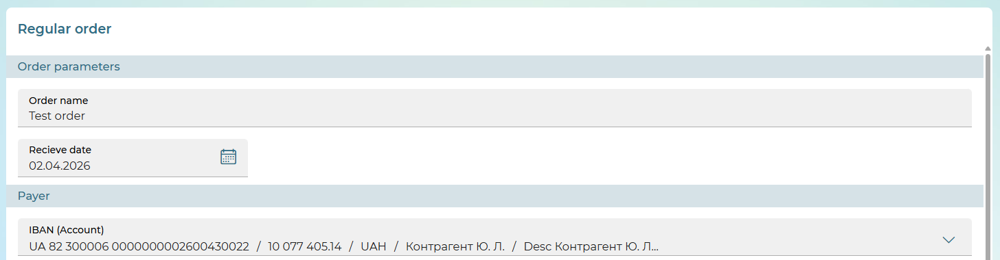 Regular order
Order parameters
Order name
Test order
Recieve date
02.04.2026
Payer
IBAN (Account)
UA 82 300006 0000000002600430022 / 10 077 405.14 / UAH / Контрагент Ю. Л. / Desc Контрагент Ю. Л...